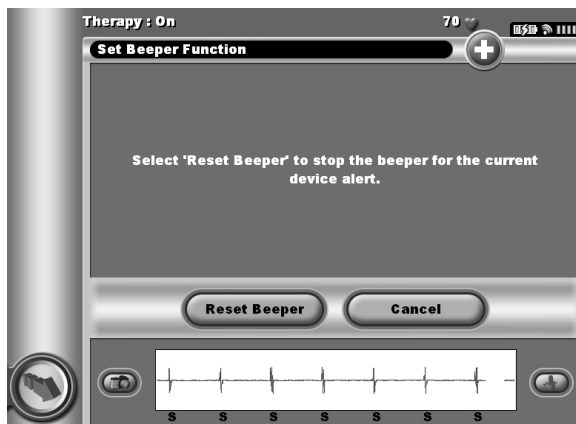 Therapy : On
70
Set Beeper Function
Select 'Reset Beeper' to stop the beeper for the current
device alert.
Reset Beeper
Cancel
S S S S S S S